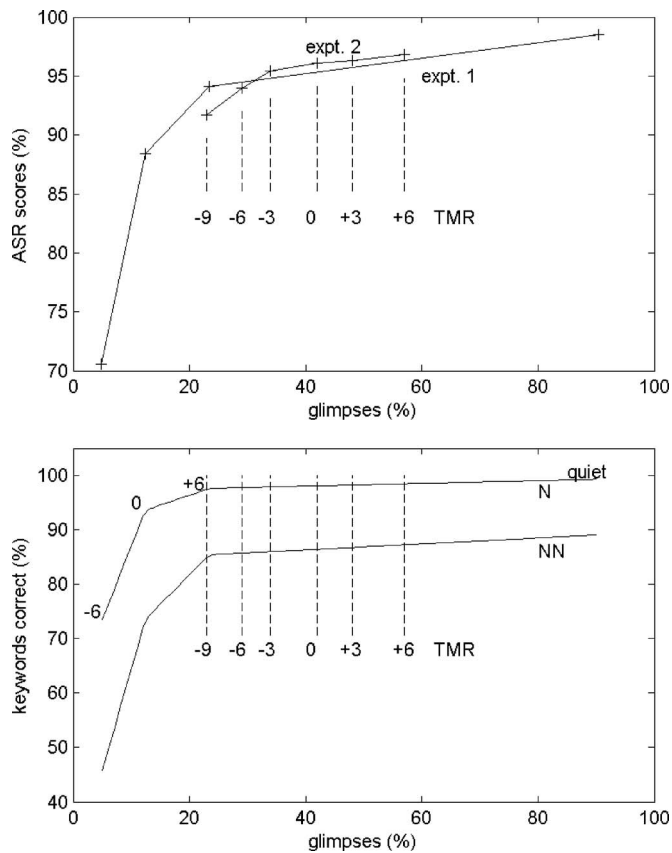 100
expt. 2
95
expt. 1
90
ASR scores (%)
85
-9 -6 -3 0 +3 +6 TMR
80
75
70
0 20 40 60 80 100
glimpses (%)
100
quiet
+6
N
0
90
NN
80
keywords correct (%)
-6
70
-9 -6 -3 0 +3 +6 TMR
60
50
40
0 20 40 60 80 100
glimpses (%)